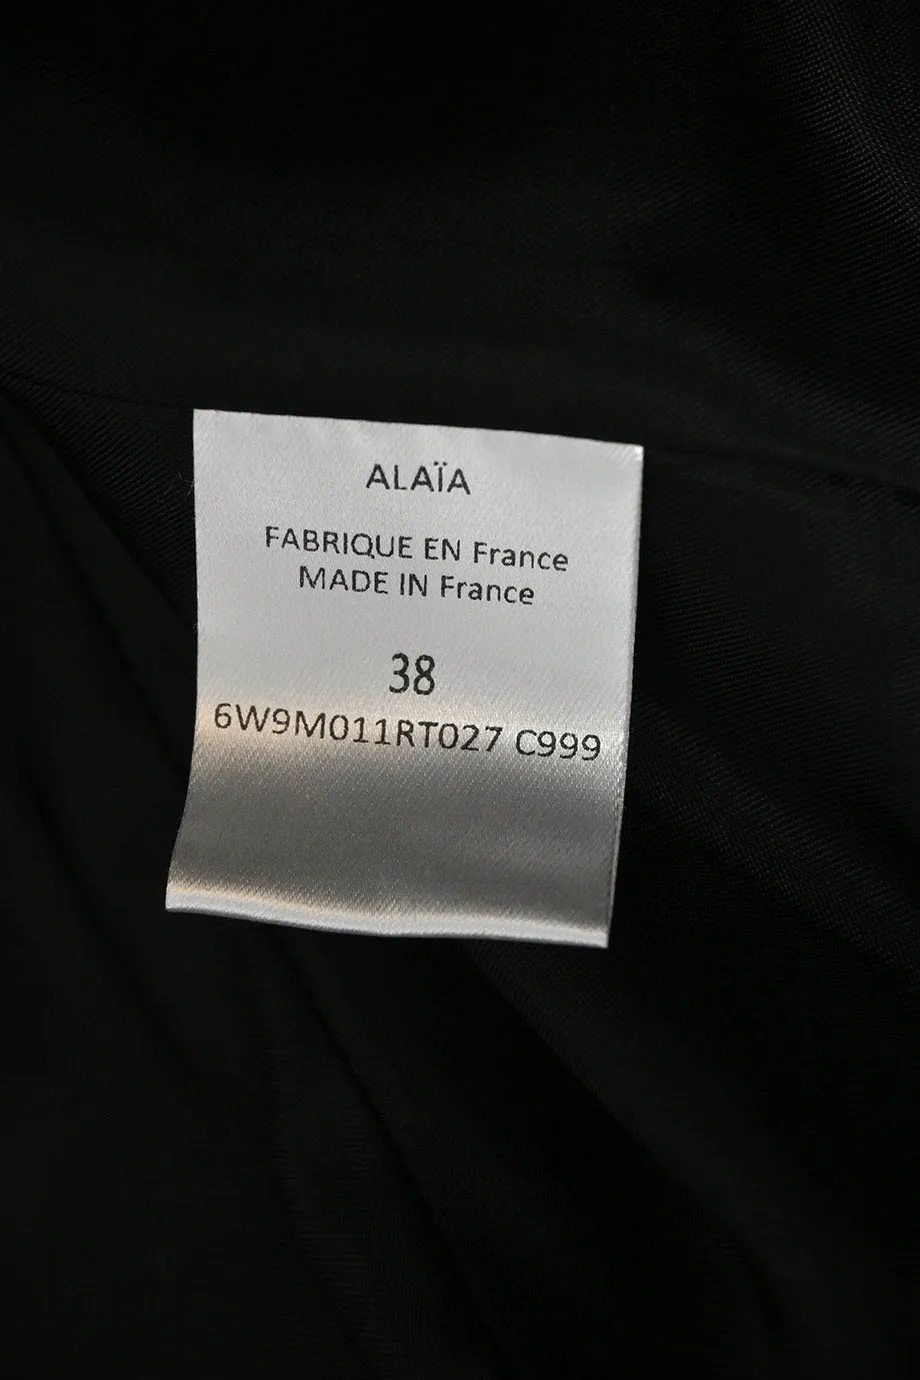 ALAÏA
FABRIQUE EN France
MADE IN France
38
6W9M011RT027 C999